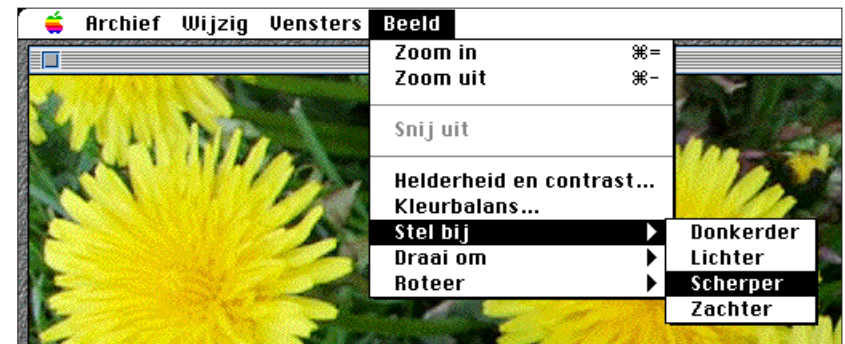 Archief Wijzig Vensters Beeld
Zoom in ⌘=
Zoom uit ⌘-
Snij uit
Helderheid en contrast...
Kleurbalans...
Stel bij
Draai om
Roteer
Donkerder
Lichter
Scherper
Zachter